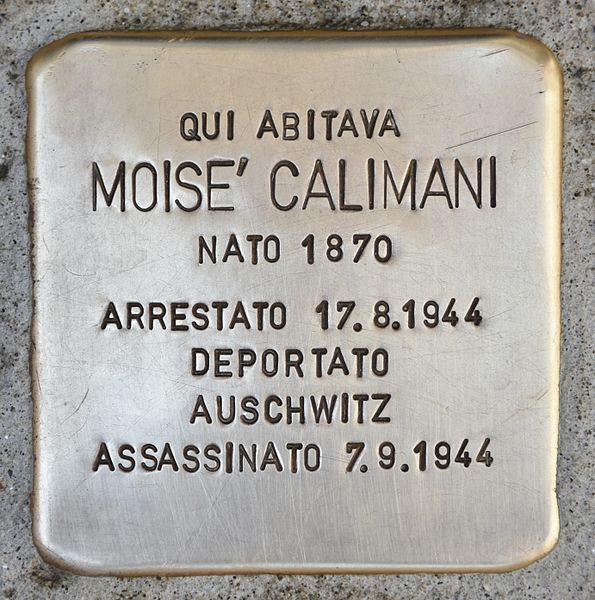 QUI ABITAVA
MOISE' CALIMANI
NATO 1870
ARRESTATO 17.8.1944
DEPORTATO
AUSCHWITZ
ASSASSINATO 7.9.1944